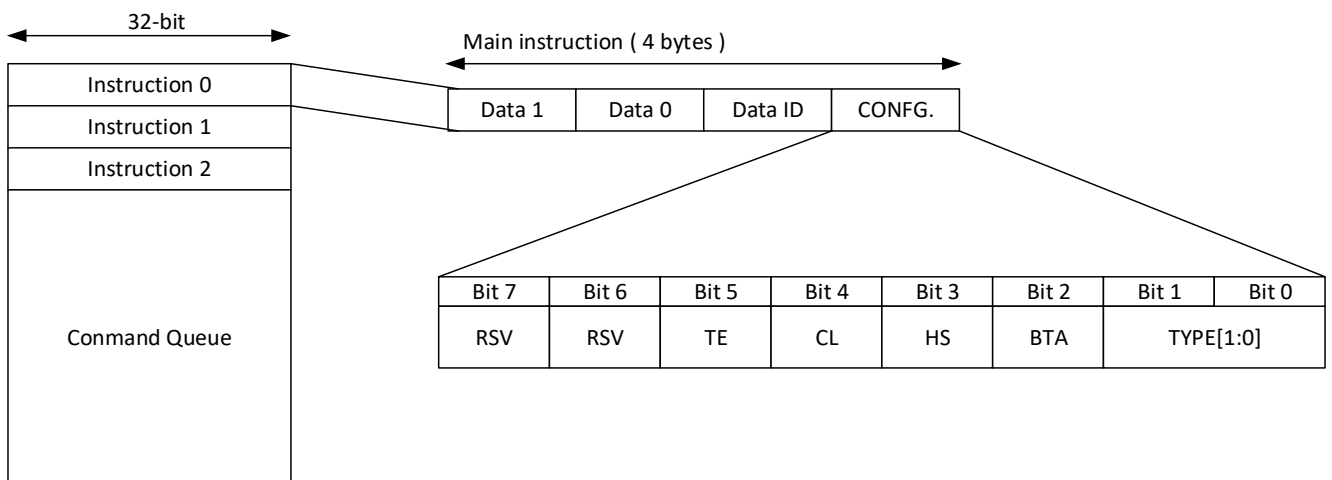 32-bit
Main instruction ( 4 bytes )
Instruction 0
Instruction 1
Instruction 2
Conmand Queue
Data 1 Data 0 Data ID CONFG.
Bit 7 Bit 6 Bit 5 Bit 4 Bit 3 Bit 2 Bit 1 Bit 0
RSV RSV TE CL HS BTA TYPE[1:0]